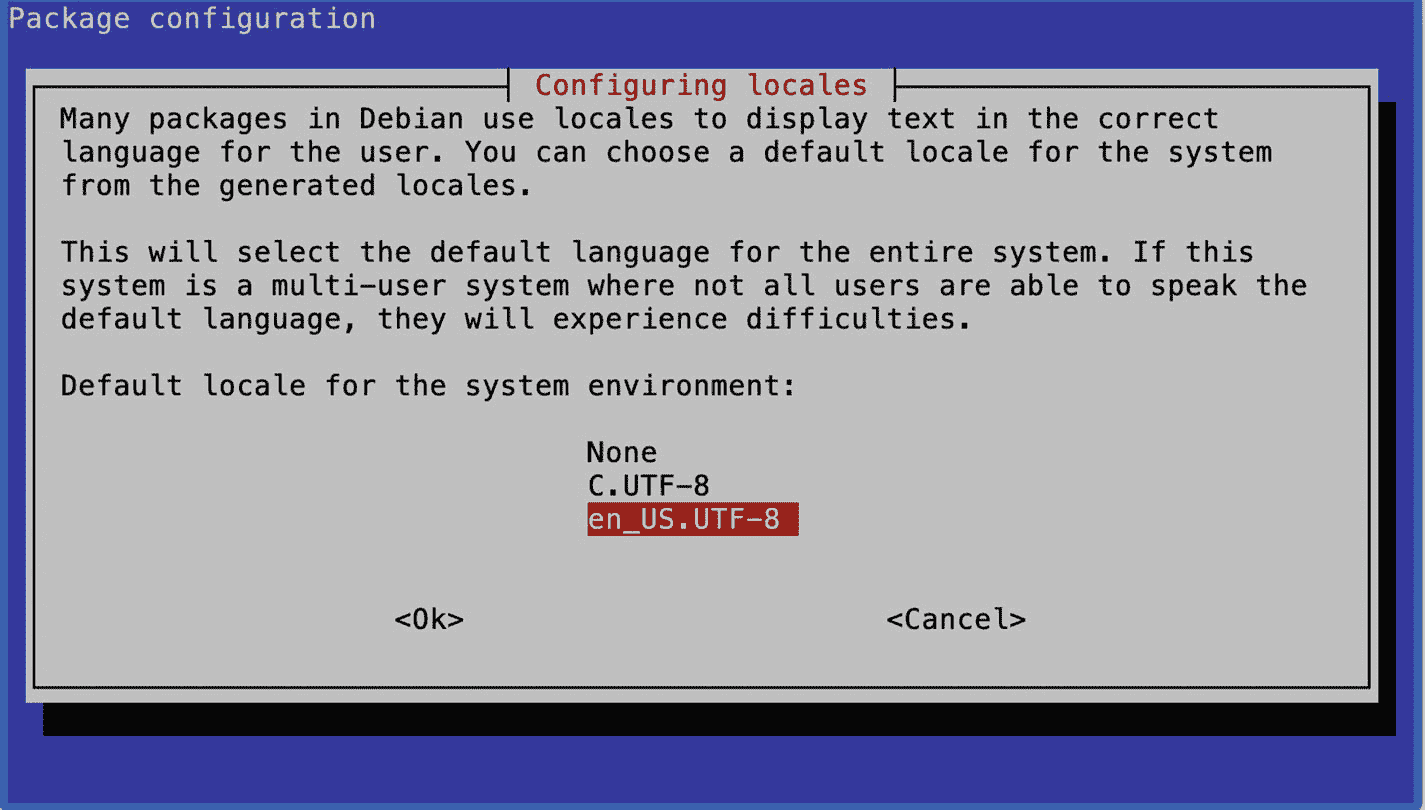 Package configuration
Configuring locales
Many packages in Debian use locales to display text in the correct
language for the user. You can choose a default locale for the system
from the generated locales.
This will select the default language for the entire system. If this
system is a multi-user system where not all users are able to speak the
default language, they will experience difficulties.
Default locale for the system environment:
None
C.UTF-8
en_US.UTF-8
<Ok> <Cancel>